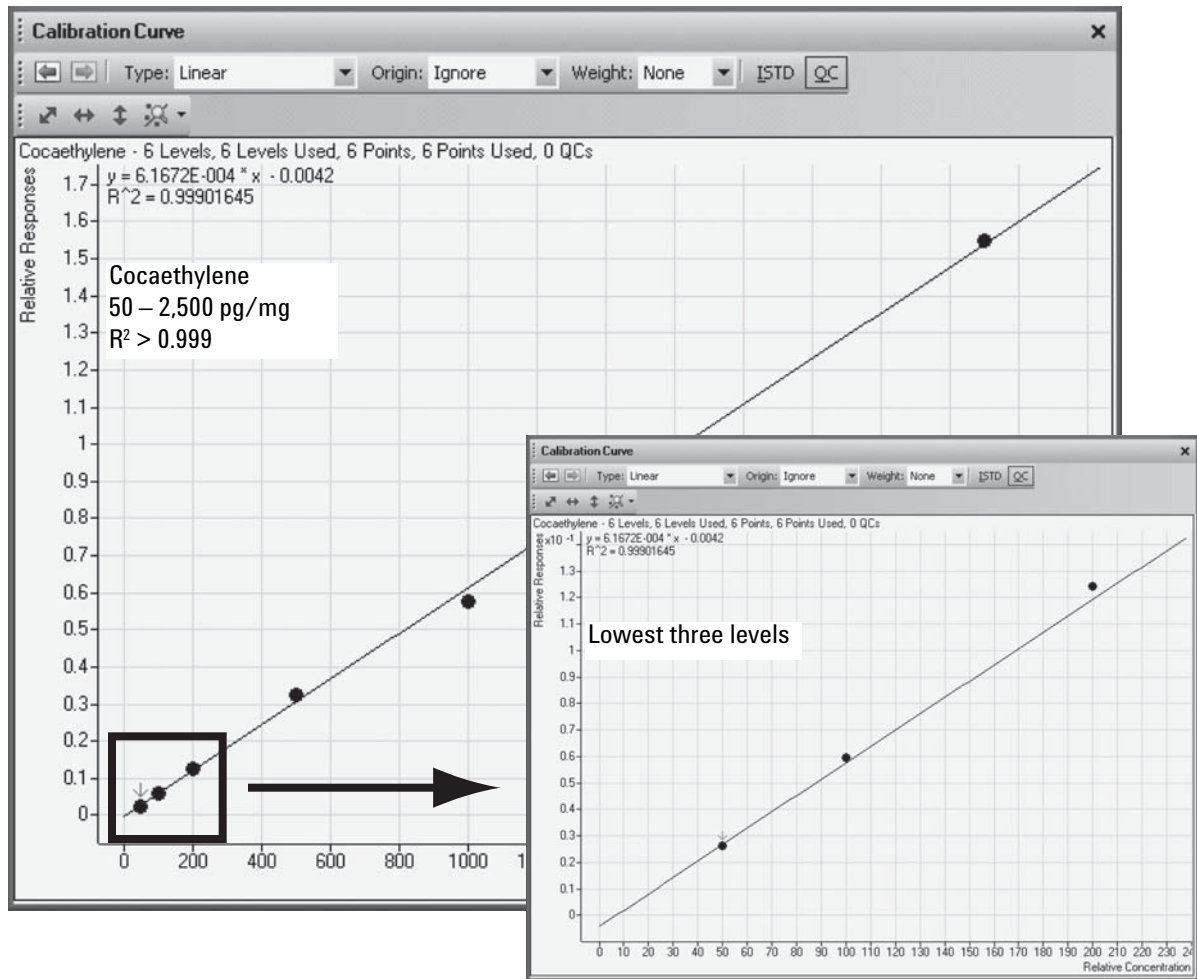 Calibration Curve
Type: Linear Origin: Ignore Weight: None ISTD QC
Cocaethylene - 6 Levels, 6 Levels Used, 6 Points, 6 Points Used, 0 QCs
y = 6.1672E-004 * x - 0.0042
R^2 = 0.99901645
Relative Responses
1.7
1.6
1.5
1.4
1.3
1.2
1.1
1
0.9
0.8
0.7
0.6
0.5
0.4
0.3
0.2
0.1
0
Cocaethylene
50 – 2,500 pg/mg
R² > 0.999
0 200 400 600 800 1000 1
Calibration Curve
Type: Linear Origin: Ignore Weight: None ISTD QC
Cocaethylene - 6 Levels, 6 Levels Used, 6 Points, 6 Points Used, 0 QCs
x10 -1
y = 6.1672E-004 * x - 0.0042
R^2 = 0.99901645
Relative Responses
1.3
1.2
1.1
1
0.9
0.8
0.7
0.6
0.5
0.4
0.3
0.2
0.1
0
Lowest three levels
0 10 20 30 40 50 60 70 80 90 100 110 120 130 140 150 160 170 180 190 200 210 220 230 24
Relative Concentration